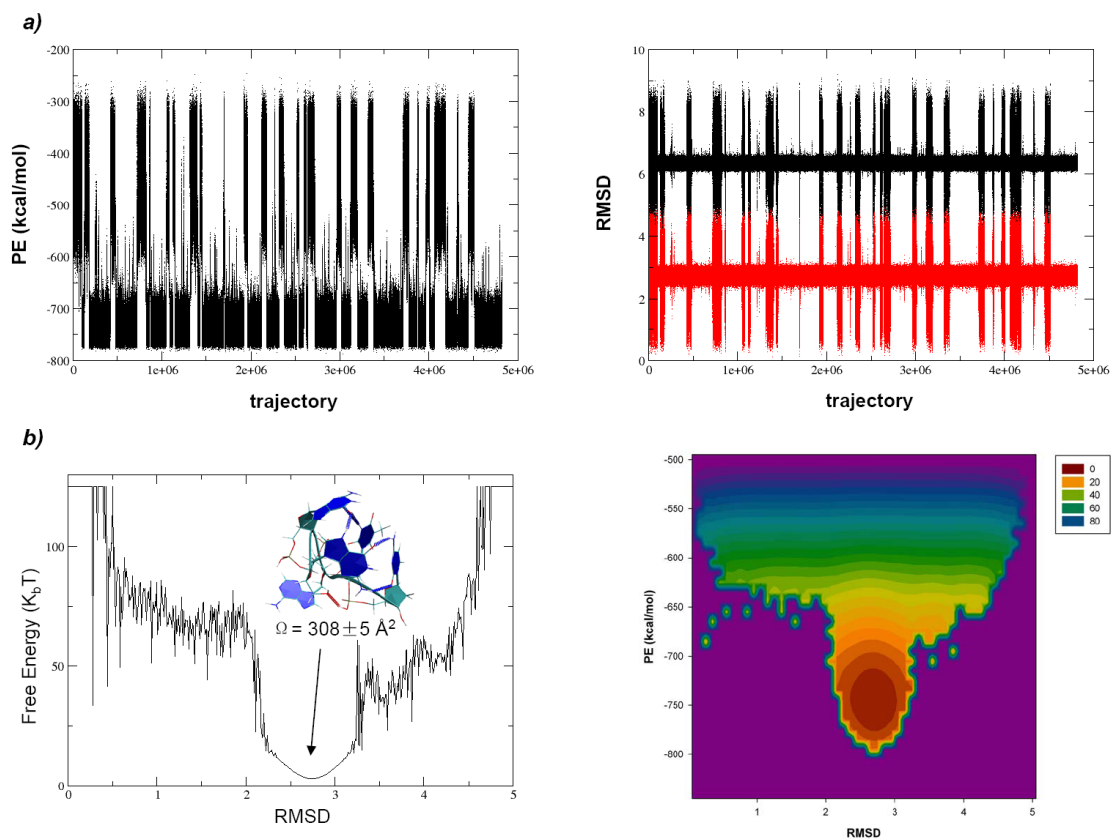 a)
-200
-300
-400
-500
-600
-700
-800
PE (kcal/mol)
0
1e+06
2e+06
3e+06
4e+06
5e+06
trajectory
10
8
6
4
2
0
RMSD
0
1e+06
2e+06
3e+06
4e+06
5e+06
trajectory
b)
100
50
0
Free Energy (KbT)
Ω = 308 ± 5 Å²
0
1
2
3
4
5
RMSD
-500
-550
-600
-650
-700
-750
-800
PE (kcal/mol)
1
2
3
4
5
RMSD
0
20
40
60
80